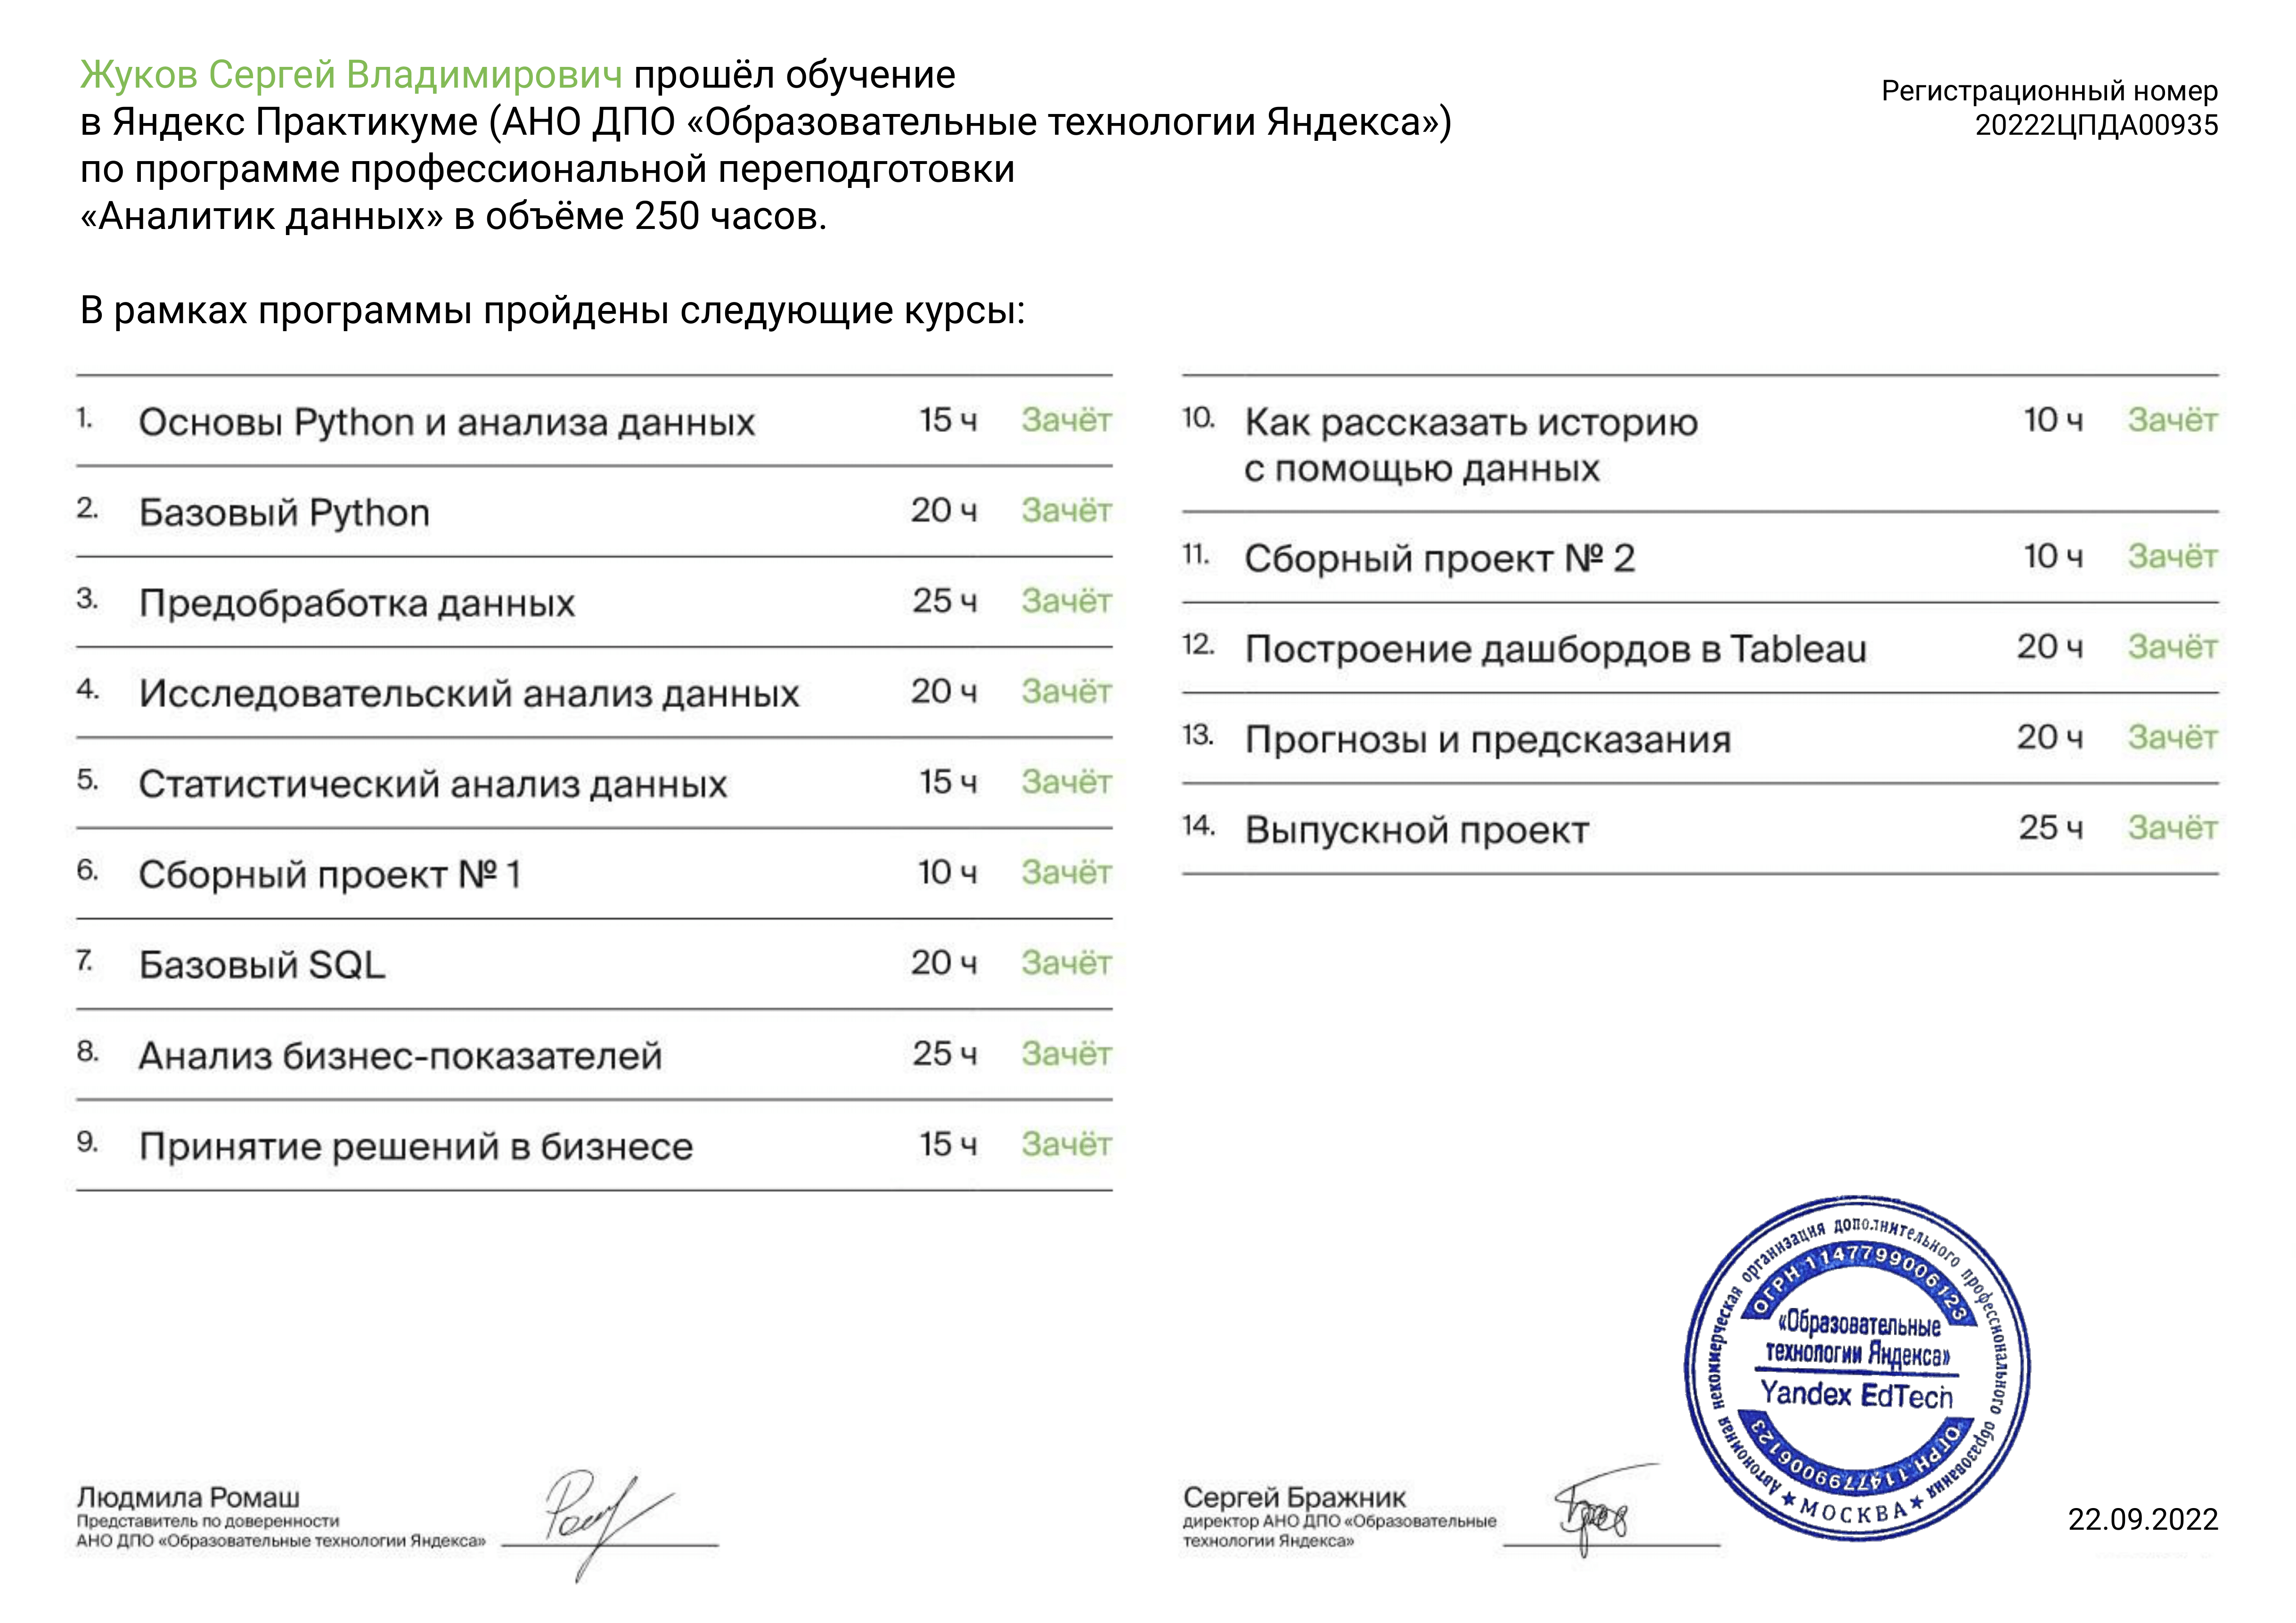 Жуков Сергей Владимирович прошёл обучение
в Яндекс Практикуме (АНО ДПО «Образовательные технологии Яндекса»)
по программе профессиональной переподготовки
«Аналитик данных» в объёме 250 часов.
Регистрационный номер
20222ЦПДА00935
В рамках программы пройдены следующие курсы:
1. Основы Python и анализа данных 15 ч Зачёт
2. Базовый Python 20 ч Зачёт
3. Предобработка данных 25 ч Зачёт
4. Исследовательский анализ данных 20 ч Зачёт
5. Статистический анализ данных 15 ч Зачёт
6. Сборный проект № 1 10 ч Зачёт
7. Базовый SQL 20 ч Зачёт
8. Анализ бизнес-показателей 25 ч Зачёт
9. Принятие решений в бизнесе 15 ч Зачёт
10. Как рассказать историю 10 ч Зачёт
с помощью данных
11. Сборный проект № 2 10 ч Зачёт
12. Построение дашбордов в Tableau 20 ч Зачёт
13. Прогнозы и предсказания 20 ч Зачёт
14. Выпускной проект 25 ч Зачёт
Людмила Ромаш
Представитель по доверенности
АНО ДПО «Образовательные технологии Яндекса»
Сергей Бражник
директор АНО ДПО «Образовательные
технологии Яндекса»
Автономная некоммерческая организация дополнительного профессионального образования
ОГРН 1147799006123
«Образовательные
технологии Яндекса»
Yandex EdTech
ОГРН 1147799006123
★ МОСКВА ★
22.09.2022